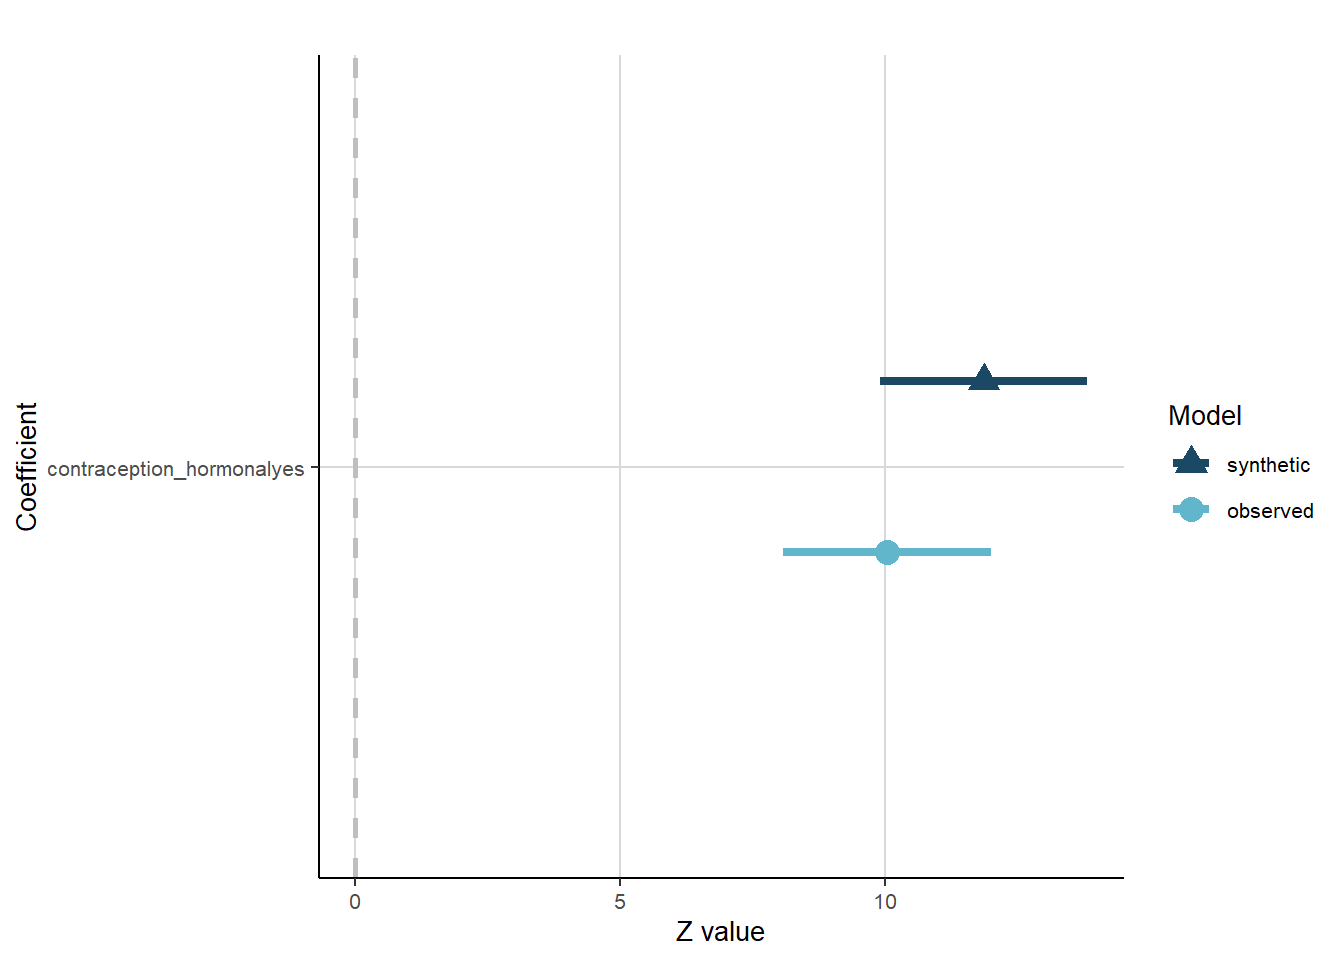 Coefficient
contraception_hormonalyes
0
5
10
Z value
Model
synthetic
observed